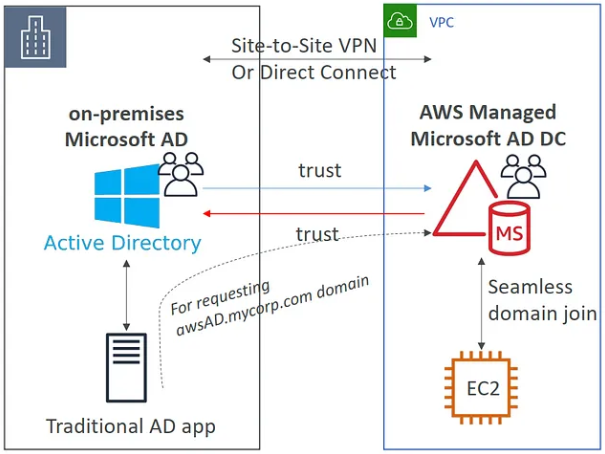 VPC
Site-to-Site VPN
Or Direct Connect
on-premises
Microsoft AD
AWS Managed
Microsoft AD DC
trust
Active Directory
MS
trust
For requesting
awsAD.mycorp.com domain
Seamless
domain join
EC2
Traditional AD app